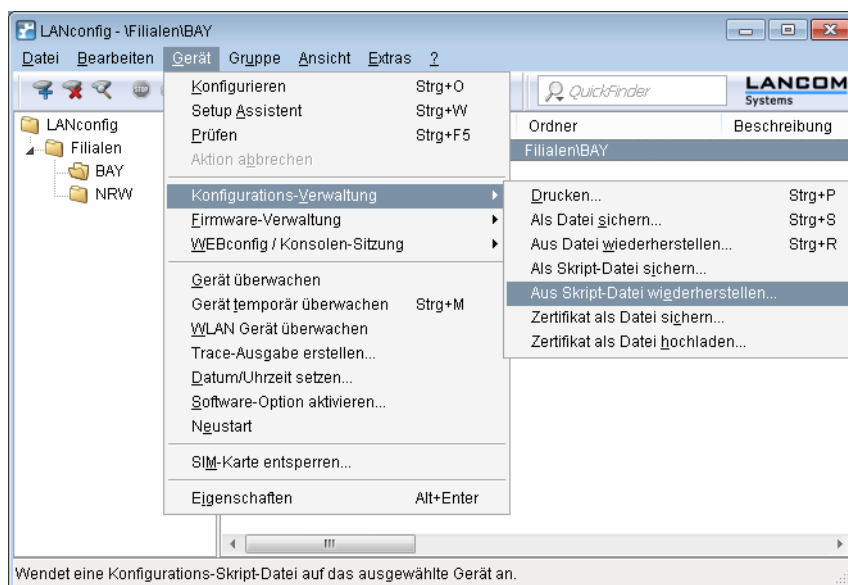 LANconfig - \Filialen\BAY
Datei Bearbeiten Gerät Gruppe Ansicht Extras ?
QuickFinder
LANCOM
Systems
LANconfig
Filialen
BAY
NRW
Konfigurieren Strg+O
Setup Assistent Strg+W
Prüfen Strg+F5
Aktion abbrechen
Konfigurations-Verwaltung
Firmware-Verwaltung
WEBconfig / Konsolen-Sitzung
Gerät überwachen
Gerät temporär überwachen Strg+M
WLAN Gerät überwachen
Trace-Ausgabe erstellen...
Datum/Uhrzeit setzen...
Software-Option aktivieren...
Neustart
SIM-Karte entsperren...
Eigenschaften Alt+Enter
Ordner Beschreibung
Filialen\BAY
Drucken... Strg+P
Als Datei sichern... Strg+S
Aus Datei wiederherstellen... Strg+R
Als Skript-Datei sichern...
Aus Skript-Datei wiederherstellen...
Zertifikat als Datei sichern...
Zertifikat als Datei hochladen...
Wendet eine Konfigurations-Skript-Datei auf das ausgewählte Gerät an.